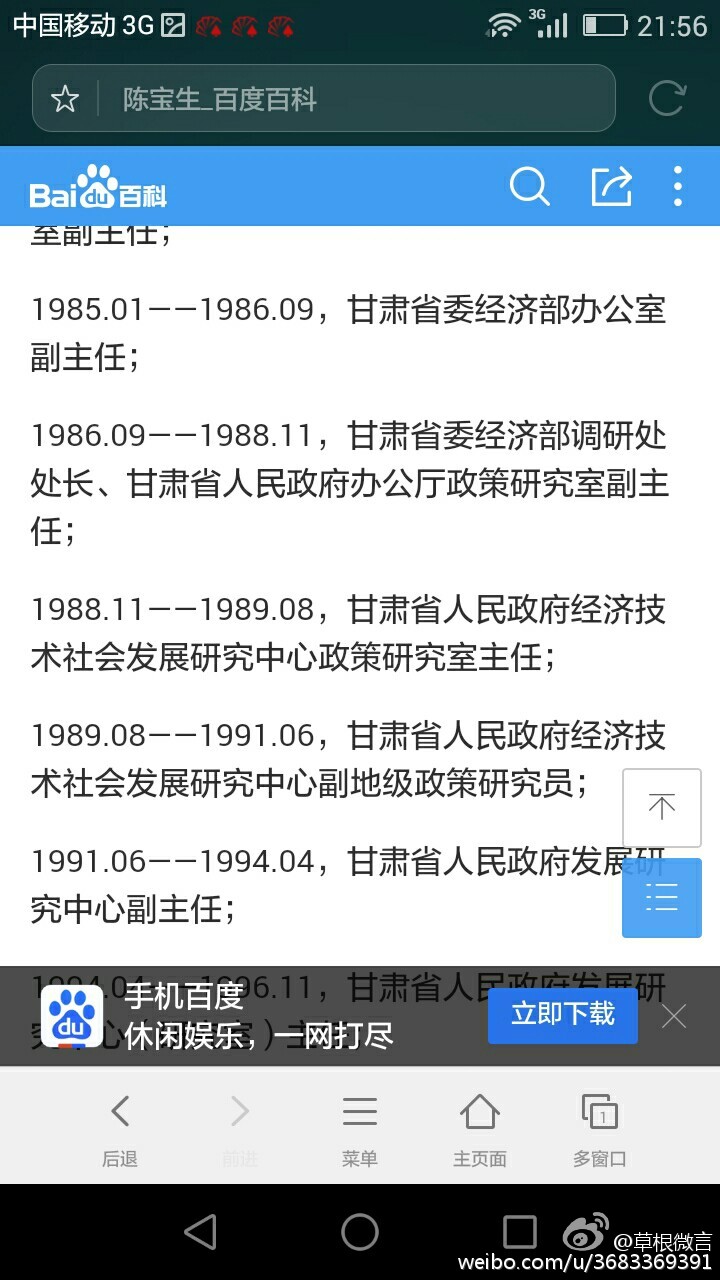 中国移动 3G
3G
21:56
陈宝生_百度百科
Bai du 百科
室副主任；
1985.01——1986.09，甘肃省委经济部办公室
副主任；
1986.09——1988.11，甘肃省委经济部调研处
处长、甘肃省人民政府办公厅政策研究室副主
任；
1988.11——1989.08，甘肃省人民政府经济技
术社会发展研究中心政策研究室主任；
1989.08——1991.06，甘肃省人民政府经济技
术社会发展研究中心副地级政策研究员；
1991.06——1994.04，甘肃省人民政府发展研
究中心副主任；
1994.04——1996.11，甘肃省人民政府发展研
du
手机百度
休闲娱乐，一网打尽
立即下载
1
后退
前进
菜单
主页面
多窗口
@草根微言
weibo.com/u/3683369391